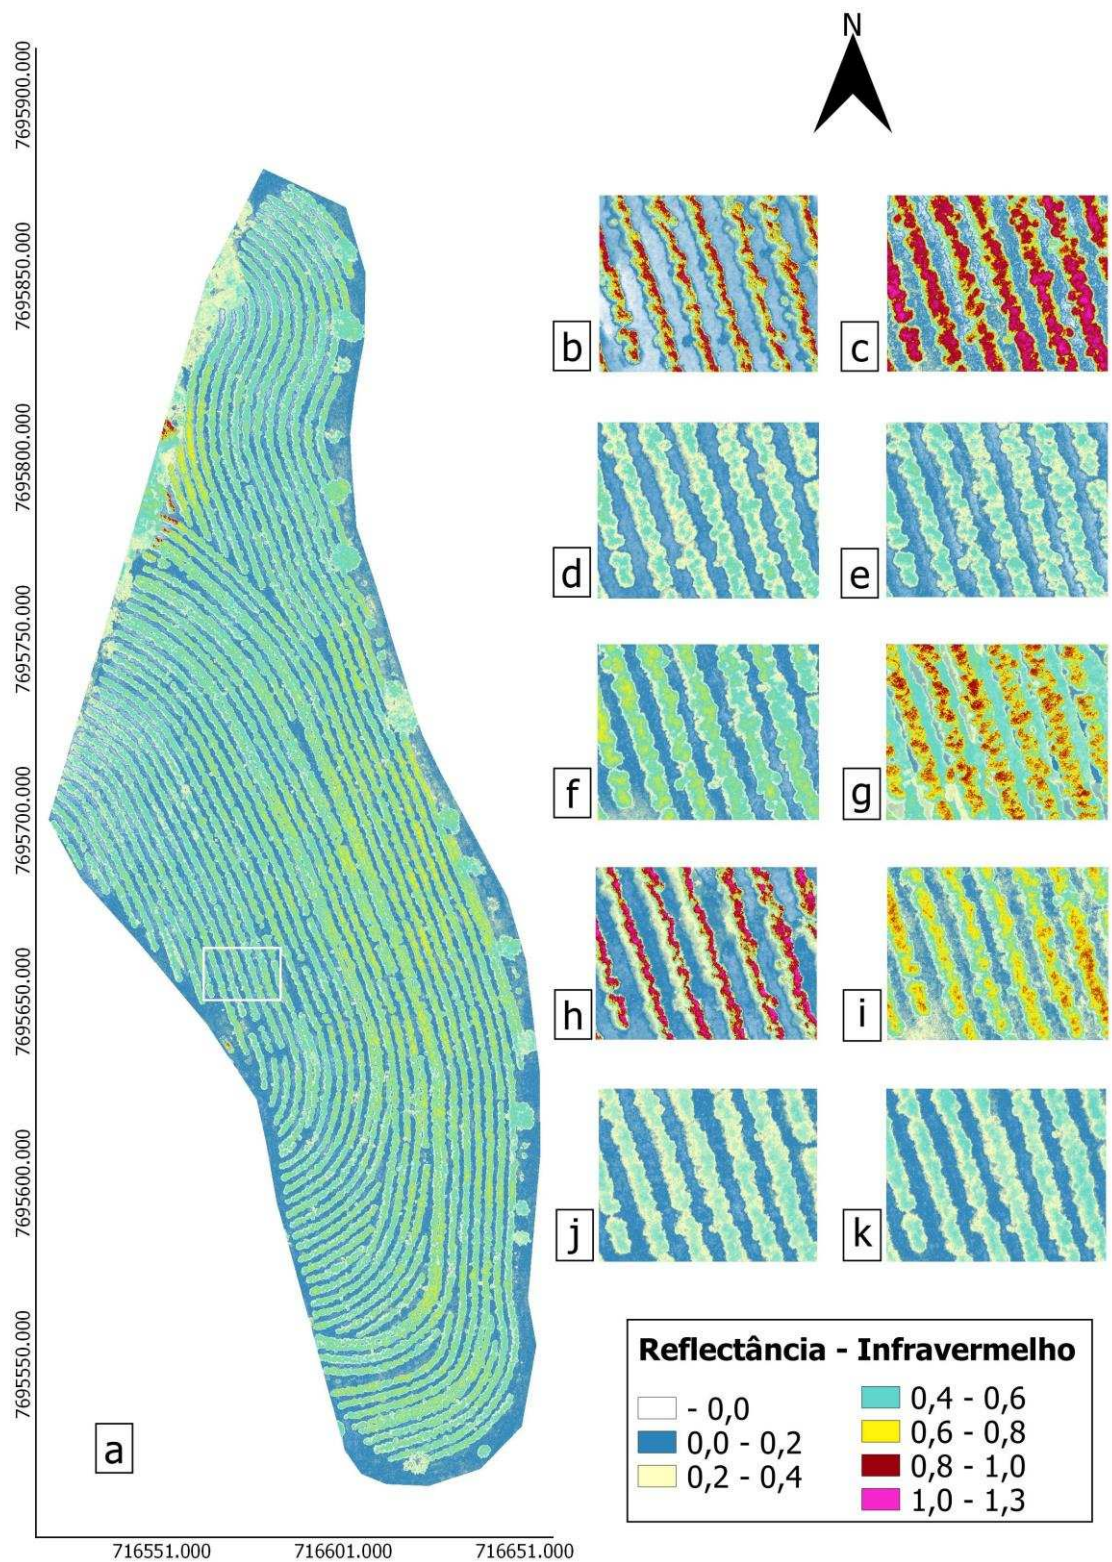 N
7695900.000
7695850.000
7695800.000
7695750.000
7695700.000
7695650.000
7695600.000
7695550.000
716551.000 716601.000 716651.000
a
b
c
d
e
f
g
h
i
j
k
Reflectância - Infravermelho
- 0,0
0,0 - 0,2
0,2 - 0,4
0,4 - 0,6
0,6 - 0,8
0,8 - 1,0
1,0 - 1,3